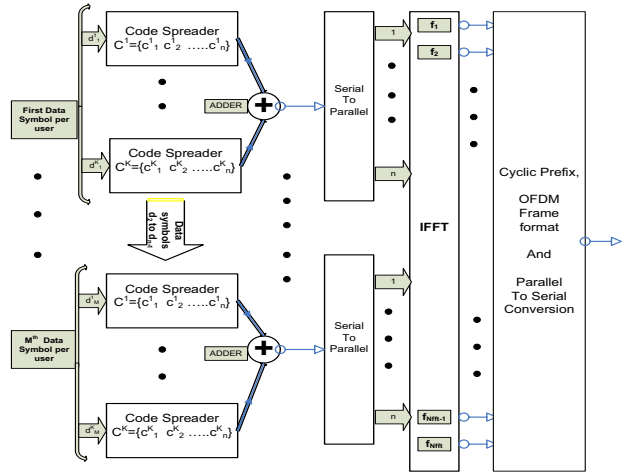 d¹₁
Code Spreader
C¹={c¹₁ c¹₂ .....c¹ₙ}
First Data
Symbol per
user
ADDER
+
dᴷ₁
Code Spreader
Cᴷ={cᴷ₁ cᴷ₂ .....cᴷₙ}
Serial
To
Parallel
1
n
Data
symbols
d₂ to dₙ₋₁
d¹M
Code Spreader
C¹={c¹₁ c¹₂ .....c¹ₙ}
Mᵗʰ Data
Symbol per
user
ADDER
+
dᴷM
Code Spreader
Cᴷ={cᴷ₁ cᴷ₂ .....cᴷₙ}
Serial
To
Parallel
1
n
f₁
f₂
IFFT
fNfft-1
fNfft
Cyclic Prefix,
OFDM
Frame
format
And
Parallel
To Serial
Conversion